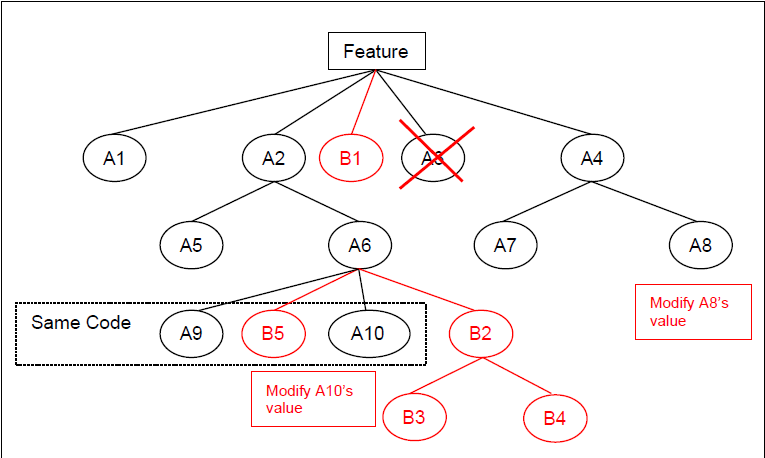 Feature
A1
A2
B1
A3
A4
A5
A6
A7
A8
Modify A8's
value
Same Code
A9
B5
A10
B2
Modify A10's
value
B3
B4